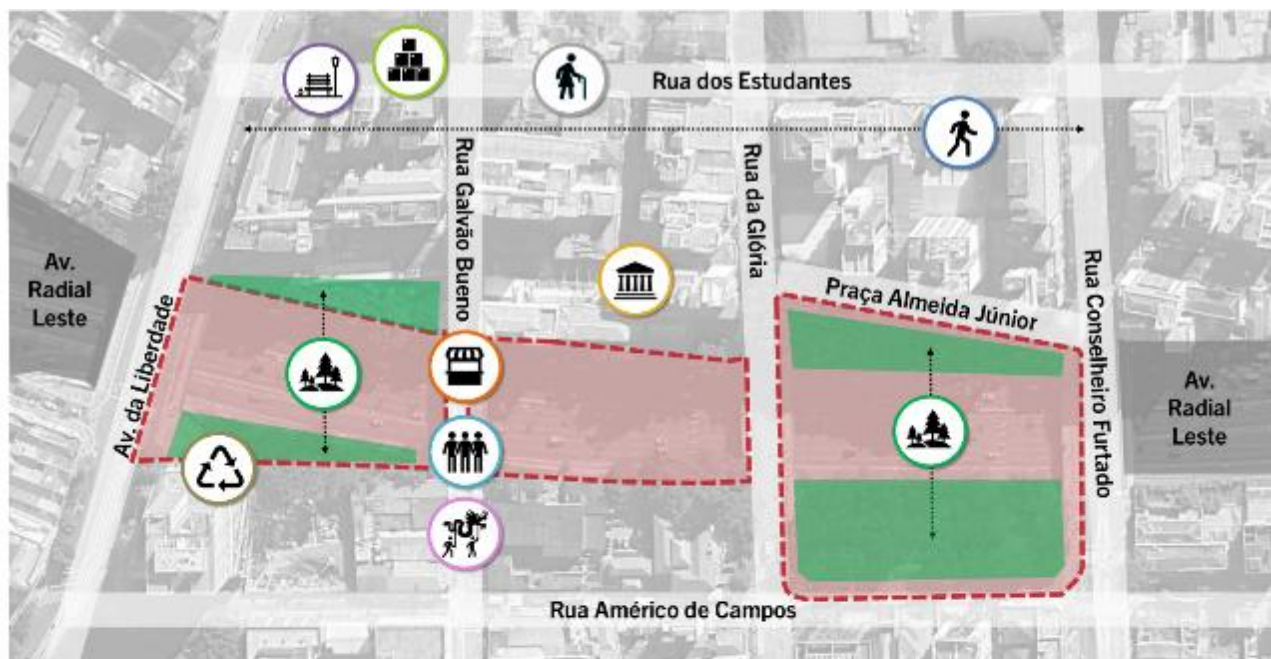 Rua dos Estudantes
Rua Galvão Bueno
Rua da Glória
Av.
Radial
Leste
Av. da Liberdade
Praça Almeida Júnior
Rua Conselheiro Furtado
Av.
Radial
Leste
Rua Américo de Campos